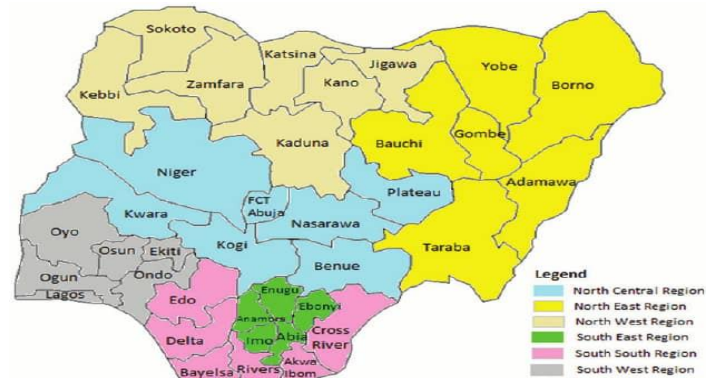 Sokoto
Katsina
Jigawa
Yobe
Borno
Zamfara
Kano
Kebbi
Kaduna
Bauchi
Gombe
Niger
Adamawa
Plateau
FCT
Abuja
Kwara
Nasarawa
Oyo
Kogi
Taraba
Osun
Ekiti
Benue
Ogun
Ondo
Lagos
Edo
Enugu
Ebonyi
Anambra
Imo
Abia
Cross
River
Delta
Bayelsa
Rivers
Akwa
Ibom
Legend
North Central Region
North East Region
North West Region
South East Region
South South Region
South West Region